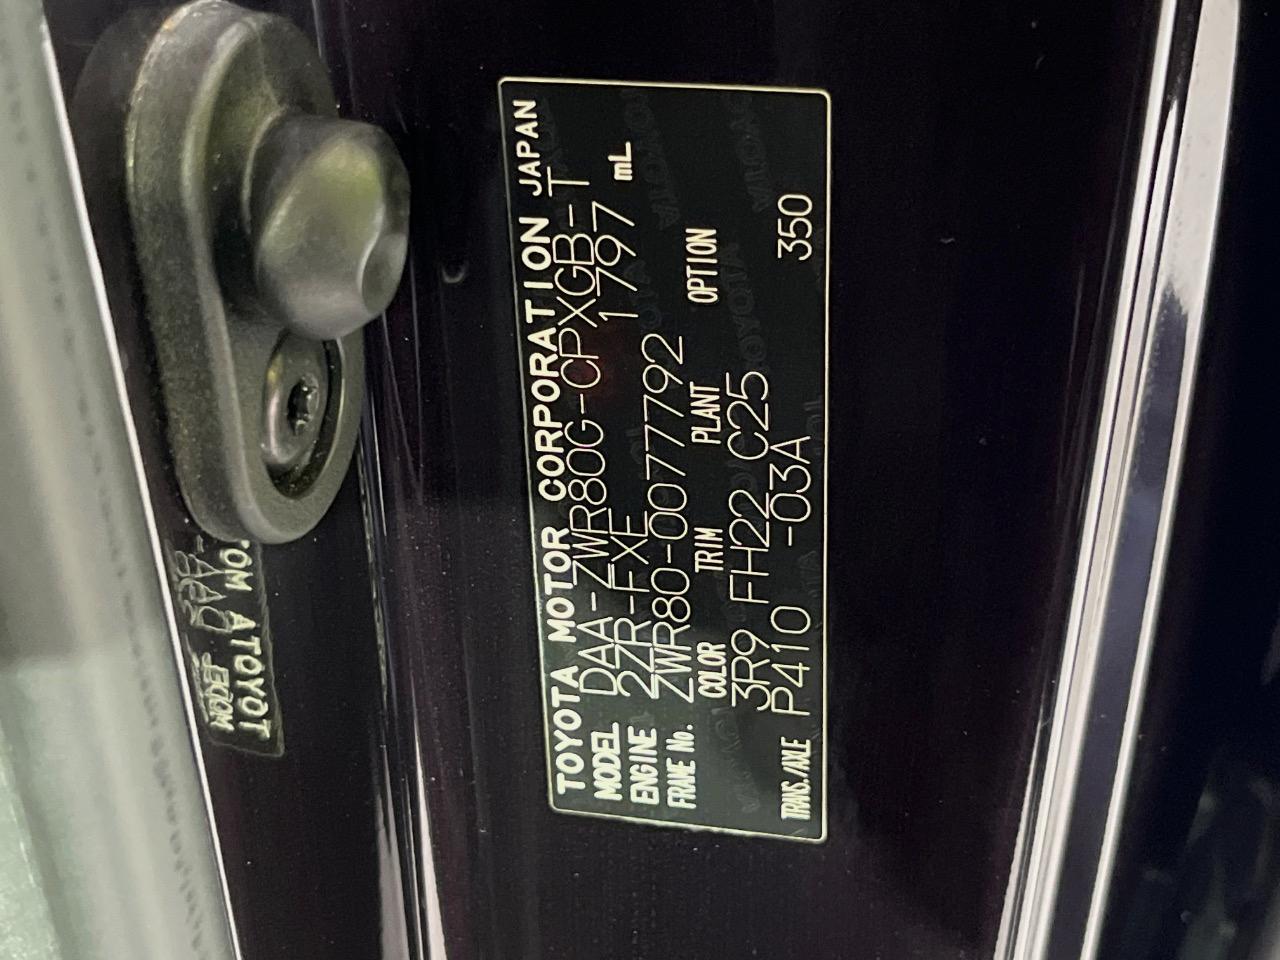 TOYOTA MOTOR CORPORATION JAPAN
MODEL DAA-ZWR80G-CPXGB-T
ENGINE 2ZR-FXE 1797 mL
FRAME No. ZWR80-0077792
COLOR TRIM PLANT OPTION
3R9 FH22 C25
TRANS./AXLE P410 -03A 350